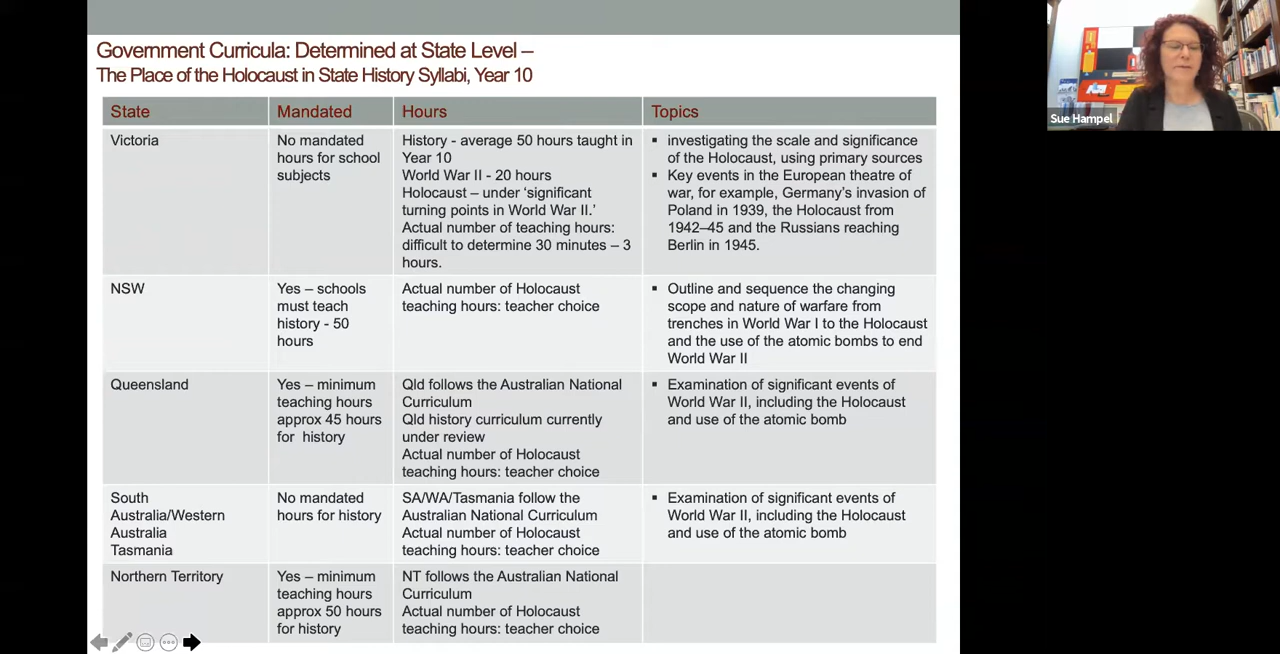 Government Curricula: Determined at State Level –
The Place of the Holocaust in State History Syllabi, Year 10
State
Mandated
Hours
Topics
Victoria
No mandated
hours for school
subjects
History - average 50 hours taught in
Year 10
World War II - 20 hours
Holocaust – under ‘significant
turning points in World War II.’
Actual number of teaching hours:
difficult to determine 30 minutes – 3
hours.
▪ investigating the scale and significance
of the Holocaust, using primary sources
▪ Key events in the European theatre of
war, for example, Germany’s invasion of
Poland in 1939, the Holocaust from
1942–45 and the Russians reaching
Berlin in 1945.
NSW
Yes – schools
must teach
history - 50
hours
Actual number of Holocaust
teaching hours: teacher choice
▪ Outline and sequence the changing
scope and nature of warfare from
trenches in World War I to the Holocaust
and the use of the atomic bombs to end
World War II
Queensland
Yes – minimum
teaching hours
approx 45 hours
for history
Qld follows the Australian National
Curriculum
Qld history curriculum currently
under review
Actual number of Holocaust
teaching hours: teacher choice
▪ Examination of significant events of
World War II, including the Holocaust
and use of the atomic bomb
South
Australia/Western
Australia
Tasmania
No mandated
hours for history
SA/WA/Tasmania follow the
Australian National Curriculum
Actual number of Holocaust
teaching hours: teacher choice
▪ Examination of significant events of
World War II, including the Holocaust
and use of the atomic bomb
Northern Territory
Yes – minimum
teaching hours
approx 50 hours
for history
NT follows the Australian National
Curriculum
Actual number of Holocaust
teaching hours: teacher choice
Sue Hampel